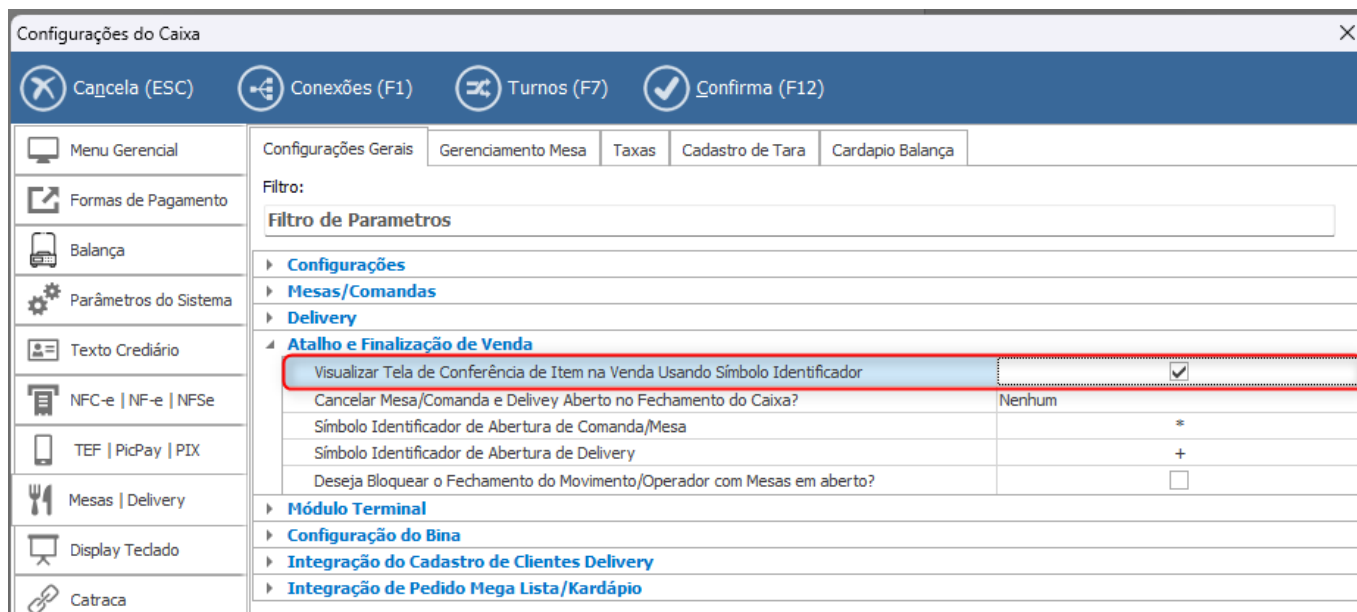 Configurações do Caixa
Cancela (ESC) Conexões (F1) Turnos (F7) Confirma (F12)
Menu Gerencial
Formas de Pagamento
Balança
Parâmetros do Sistema
Texto Crediário
NFC-e | NF-e | NFSe
TEF | PicPay | PIX
Mesas | Delivery
Display Teclado
Catraca
Configurações Gerais Gerenciamento Mesa Taxas Cadastro de Tara Cardapio Balança
Filtro:
Filtro de Parametros
Configurações
Mesas/Comandas
Delivery
Atalho e Finalização de Venda
Visualizar Tela de Conferência de Item na Venda Usando Símbolo Identificador
Cancelar Mesa/Comanda e Delivey Aberto no Fechamento do Caixa? Nenhum
Símbolo Identificador de Abertura de Comanda/Mesa *
Símbolo Identificador de Abertura de Delivery +
Deseja Bloquear o Fechamento do Movimento/Operador com Mesas em aberto?
Módulo Terminal
Configuração do Bina
Integração do Cadastro de Clientes Delivery
Integração de Pedido Mega Lista/Kardápio